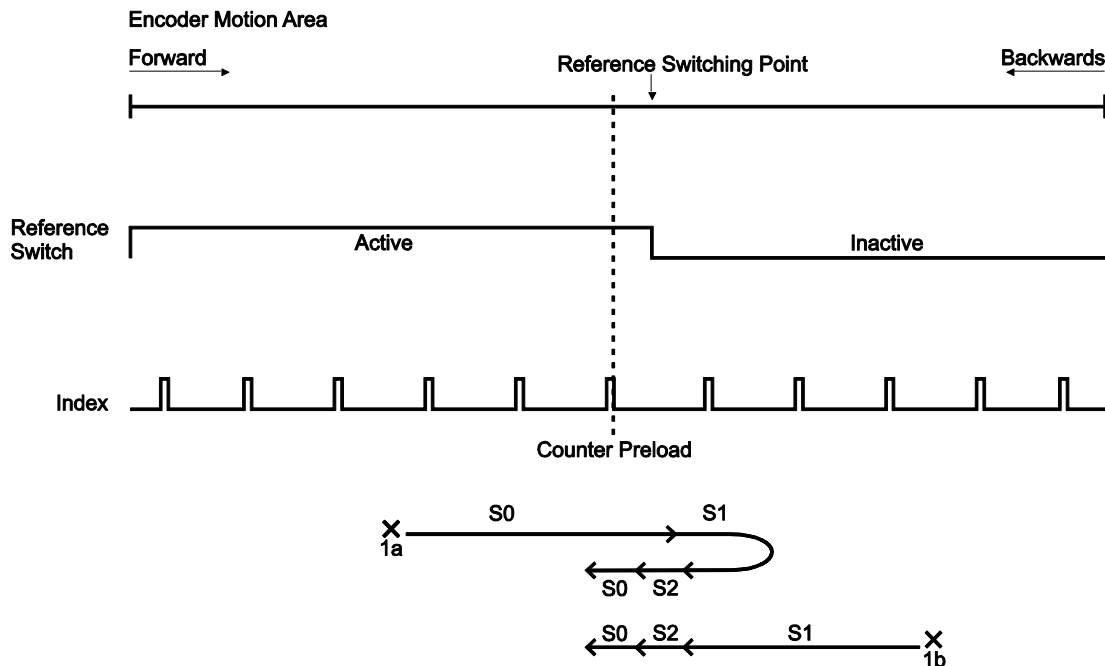 Encoder Motion Area
Forward
Reference Switching Point
Backwards
Reference
Switch
Active
Inactive
Index
Counter Preload
S0
S1
1a
S0
S2
S0
S2
S1
1b